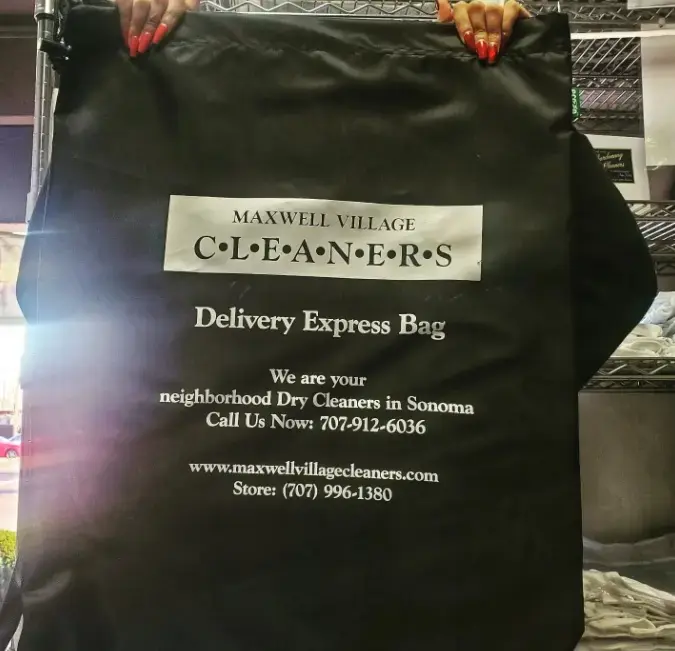 MAXWELL VILLAGE
C•L•E•A•N•E•R•S
Delivery Express Bag
We are your
neighborhood Dry Cleaners in Sonoma
Call Us Now: 707-912-6036
www.maxwellvillagecleaners.com
Store: (707) 996-1380